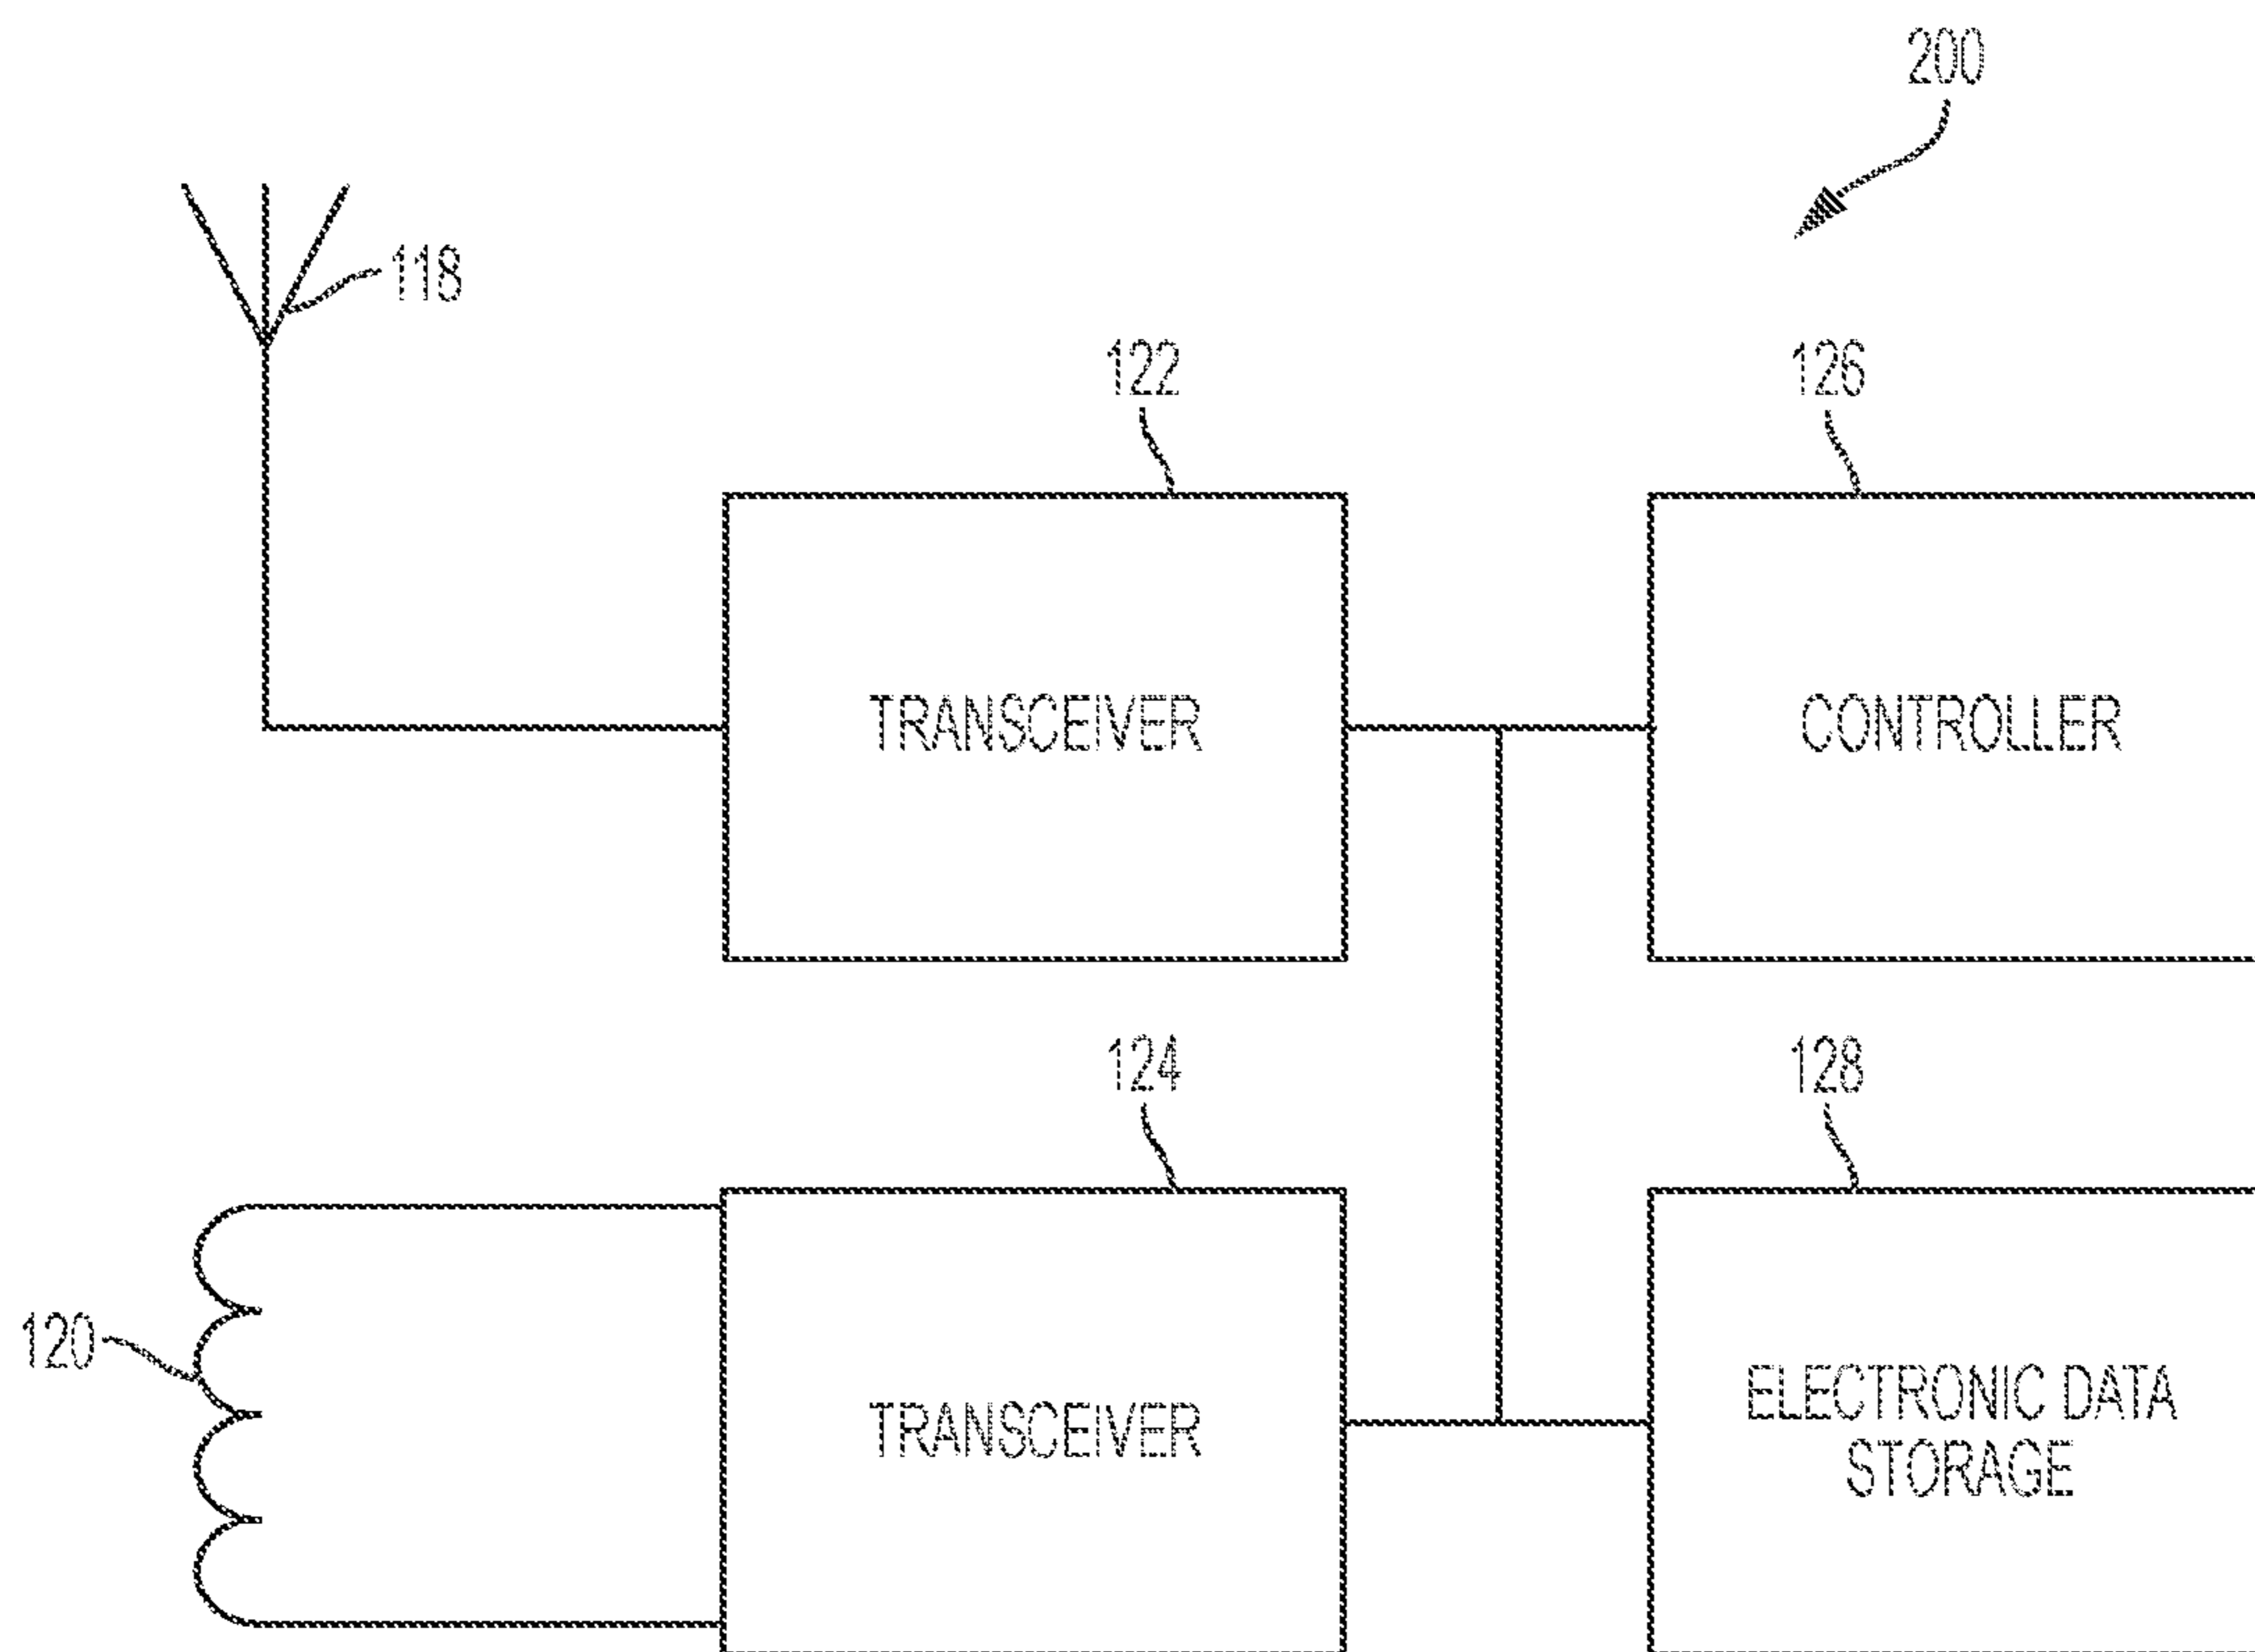 200
118
122
126
TRANSCEIVER
CONTROLLER
124
128
120
TRANSCEIVER
ELECTRONIC DATA
STORAGE